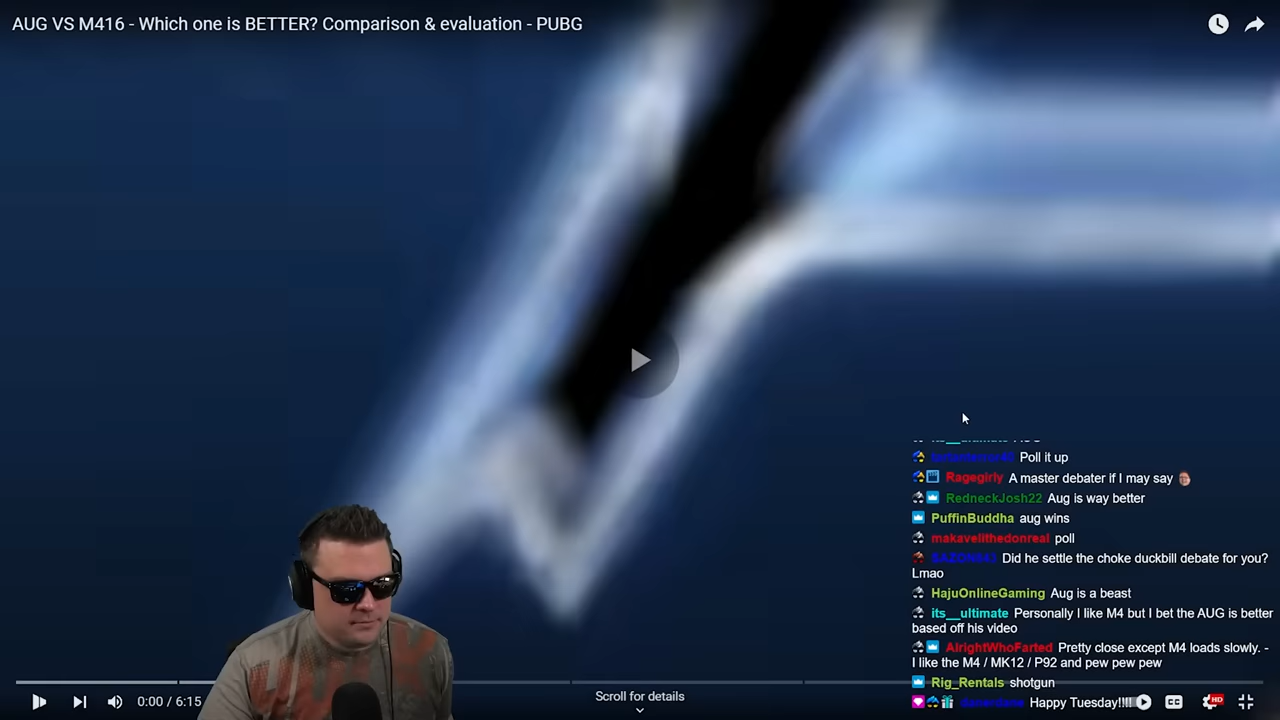 AUG VS M416 - Which one is BETTER? Comparison & evaluation - PUBG
Poll it up
Ragegirly A master debater if I may say
RedneckJosh22 Aug is way better
PuffinBuddha aug wins
makavelithedonreal poll
Did he settle the choke duckbill debate for you?
Lmao
HajuOnlineGaming Aug is a beast
its__ultimate Personally I like M4 but I bet the AUG is better
based off his video
AlrightWhoFarted Pretty close except M4 loads slowly. -
I like the M4 / MK12 / P92 and pew pew pew
Rig_Rentals shotgun
Happy Tuesday!!!!
0:00 / 6:15
Scroll for details
CC
HD